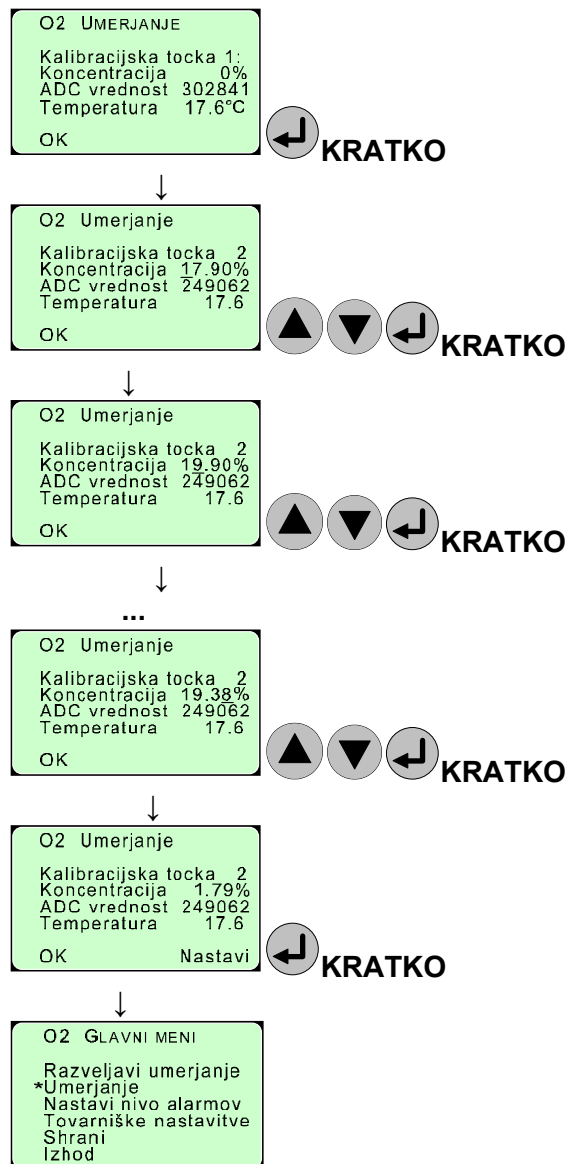 O2 UMERJANJE
Kalibracijska tocka 1:
Koncentracija 0%
ADC vrednost 302841
Temperatura 17.6°C
OK
KRATKO
↓
O2 Umerjanje
Kalibracijska tocka 2
Koncentracija 17.90%
ADC vrednost 249062
Temperatura 17.6
OK
KRATKO
↓
O2 Umerjanje
Kalibracijska tocka 2
Koncentracija 19.90%
ADC vrednost 249062
Temperatura 17.6
OK
KRATKO
↓
...
O2 Umerjanje
Kalibracijska tocka 2
Koncentracija 19.38%
ADC vrednost 249062
Temperatura 17.6
OK
KRATKO
↓
O2 Umerjanje
Kalibracijska tocka 2
Koncentracija 1.79%
ADC vrednost 249062
Temperatura 17.6
OK Nastavi
KRATKO
↓
O2 GLAVNI MENI
Razveljavi umerjanje
*Umerjanje
Nastavi nivo alarmov
Tovarniške nastavitve
Shrani
Izhod